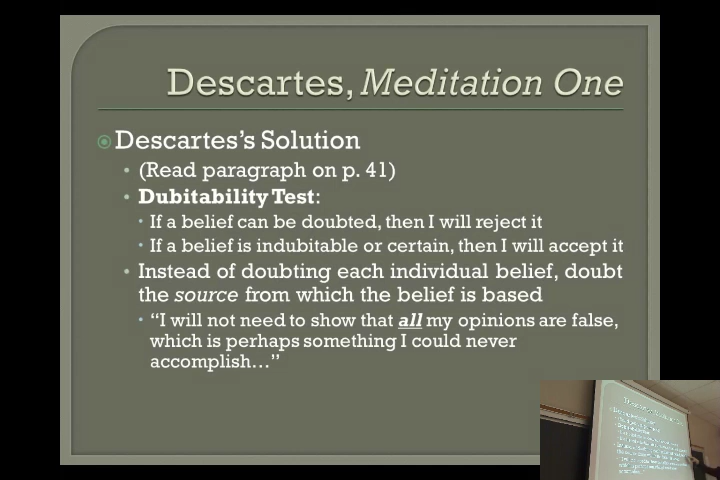 Descartes, Meditation One
Descartes’s Solution
(Read paragraph on p. 41)
Dubitability Test:
If a belief can be doubted, then I will reject it
If a belief is indubitable or certain, then I will accept it
Instead of doubting each individual belief, doubt
the source from which the belief is based
“I will not need to show that all my opinions are false,
which is perhaps something I could never
accomplish…”